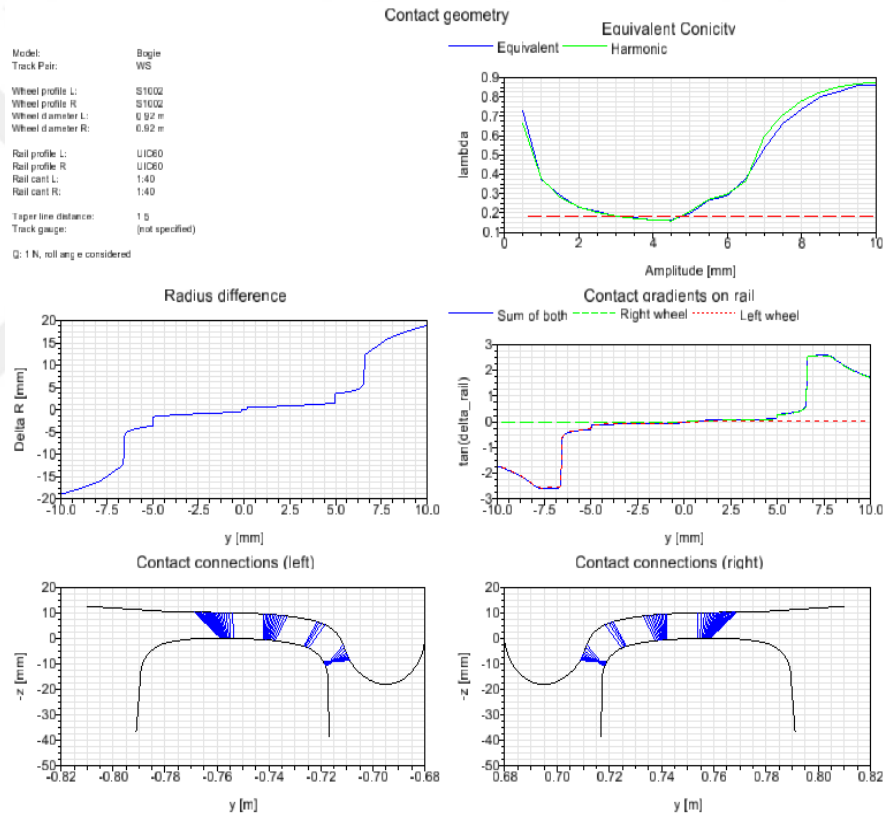 Contact geometry
Model: Bogie
Track Pair: WS
Wheel profile L: S1002
Wheel profile R S1002
Wheel diameter L: 0.92 m
Wheel diameter R: 0.92 m
Rail profile L: UIC60
Rail profile R UIC60
Rail cant L: 1:40
Rail cant R: 1:40
Taper line distance: 1 5
Track gauge: (not specified)
Q: 1 N, roll angle considered
Equivalent Conicity
Equivalent Harmonic
lambda
0.9
0.8
0.7
0.6
0.5
0.4
0.3
0.2
0.1
0 2 4 6 8 10
Amplitude [mm]
Radius difference
Delta R [mm]
20
15
10
5
0
-5
-10
-15
-20
-10.0 -7.5 -5.0 -2.5 0.0 2.5 5.0 7.5 10.0
y [mm]
Contact gradients on rail
Sum of both Right wheel Left wheel
tan(delta_rail)
3
2
1
0
-1
-2
-3
-10.0 -7.5 -5.0 -2.5 0.0 2.5 5.0 7.5 10.0
y [mm]
Contact connections (left)
-z [mm]
20
10
0
-10
-20
-30
-40
-50
-0.82 -0.80 -0.78 -0.76 -0.74 -0.72 -0.70 -0.68
y [m]
Contact connections (right)
-z [mm]
20
10
0
-10
-20
-30
-40
-50
0.68 0.70 0.72 0.74 0.76 0.78 0.80 0.82
y [m]